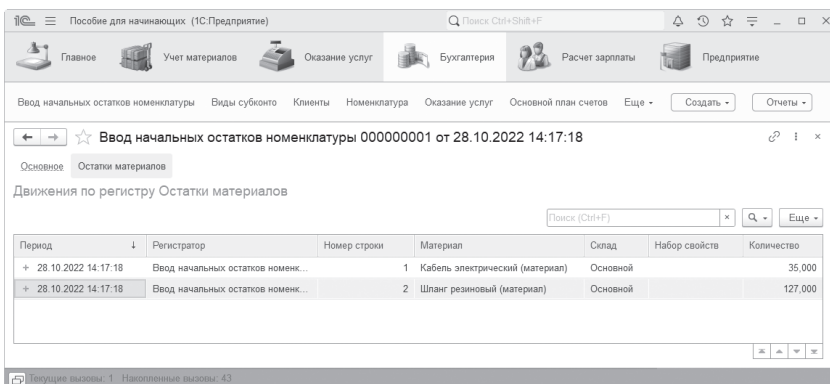 1С Пособие для начинающих (1С:Предприятие) Поиск Ctrl+Shift+F
Главное Учет материалов Оказание услуг Бухгалтерия Расчет зарплаты Предприятие
Ввод начальных остатков номенклатуры Виды субконто Клиенты Номенклатура Оказание услуг Основной план счетов Еще Создать Отчеты
Ввод начальных остатков номенклатуры 000000001 от 28.10.2022 14:17:18
Основное Остатки материалов
Движения по регистру Остатки материалов
Поиск (Ctrl+F) Еще
Период Регистратор Номер строки Материал Склад Набор свойств Количество
28.10.2022 14:17:18 Ввод начальных остатков номенк... 1 Кабель электрический (материал) Основной 35,000
28.10.2022 14:17:18 Ввод начальных остатков номенк... 2 Шланг резиновый (материал) Основной 127,000
Текущие вызовы: 1 Накопленные вызовы: 43